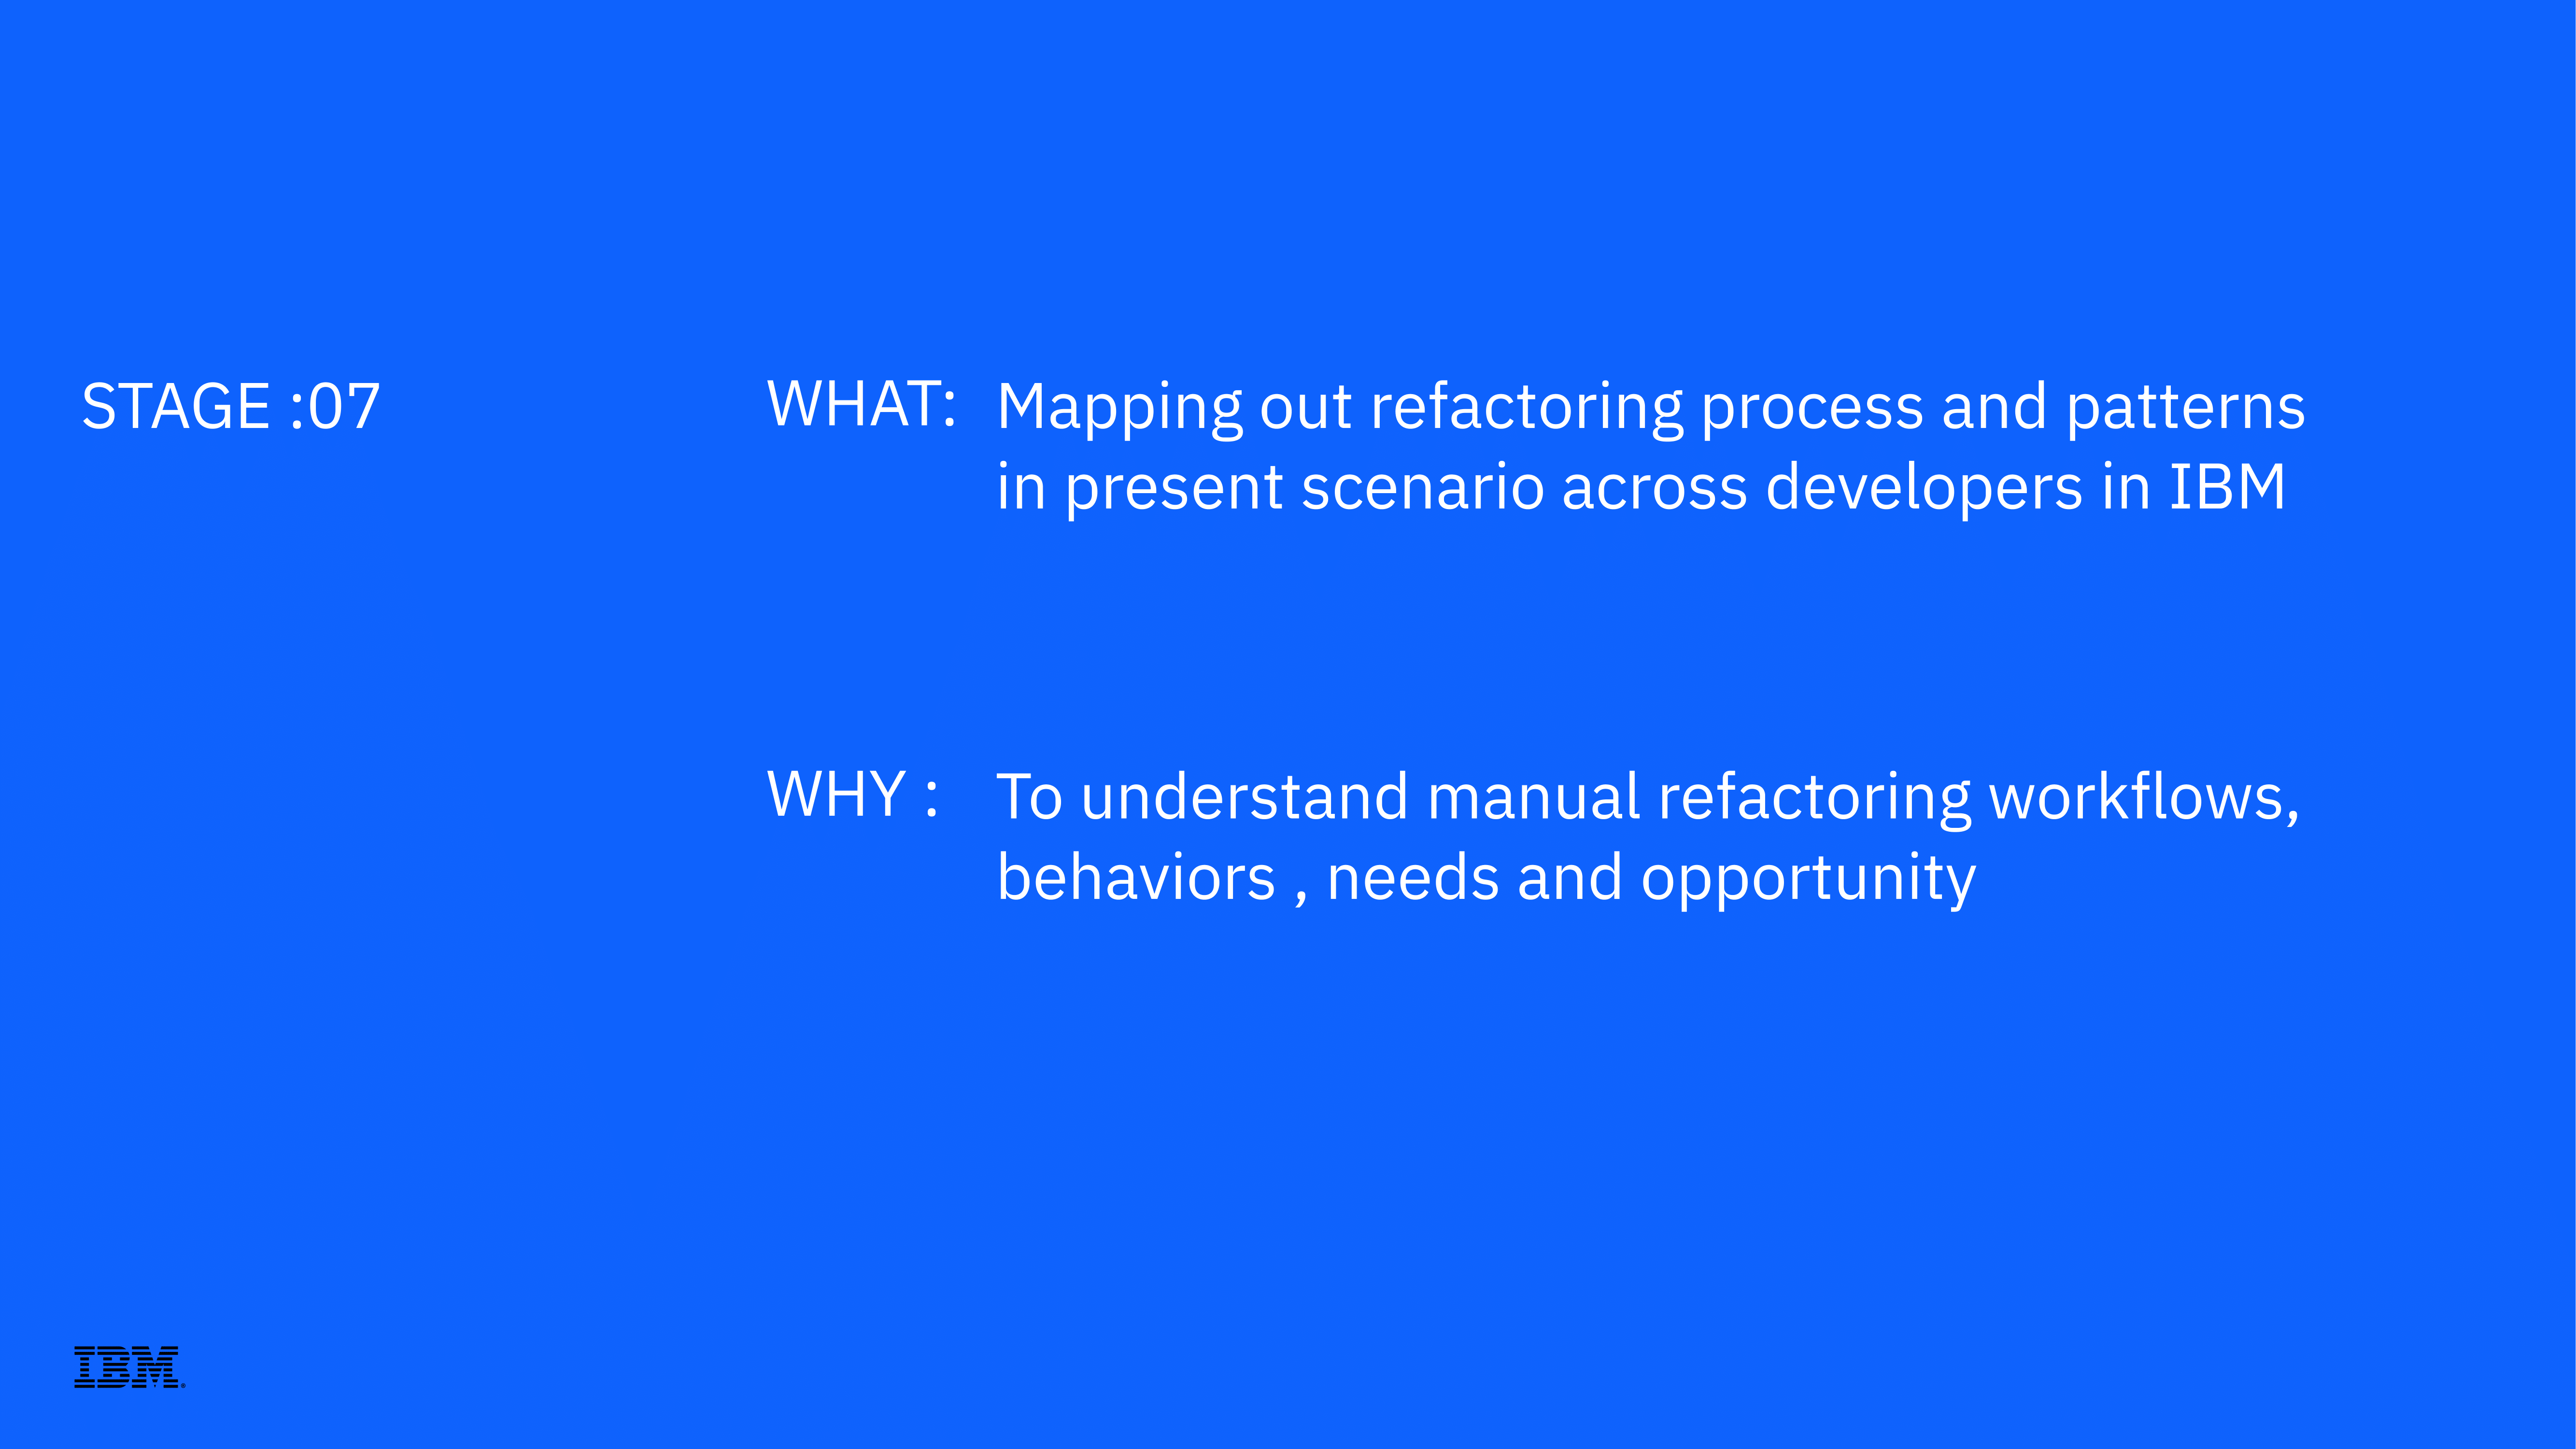 STAGE :07
WHAT:
Mapping out refactoring process and patterns
in present scenario across developers in IBM
WHY :
To understand manual refactoring workflows,
behaviors , needs and opportunity
IBM®